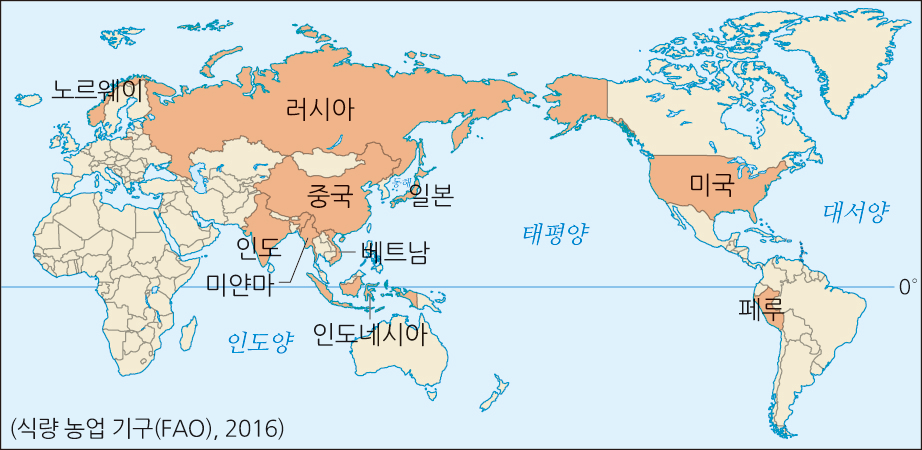 노르웨이
러시아
중국
동해
일본
미국
대서양
태평양
인도
베트남
미얀마
0°
페루
인도양
인도네시아
(식량 농업 기구(FAO), 2016)